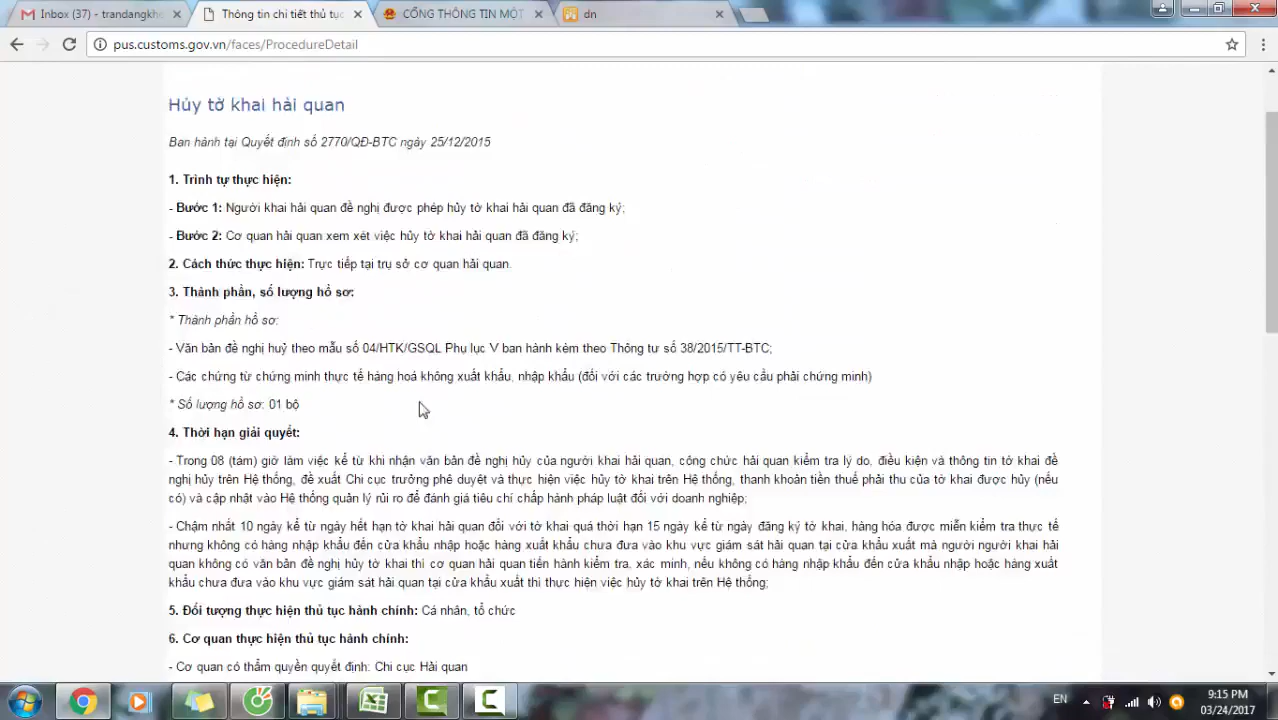 Inbox (37) - trandangkho
Thông tin chi tiết thủ tục
CỔNG THÔNG TIN MỘT
dn
pus.customs.gov.vn/faces/ProcedureDetail
Hủy tờ khai hải quan
Ban hành tại Quyết định số 2770/QĐ-BTC ngày 25/12/2015
1. Trình tự thực hiện:
- Bước 1: Người khai hải quan đề nghị được phép hủy tờ khai hải quan đã đăng ký;
- Bước 2: Cơ quan hải quan xem xét việc hủy tờ khai hải quan đã đăng ký;
2. Cách thức thực hiện: Trực tiếp tại trụ sở cơ quan hải quan.
3. Thành phần, số lượng hồ sơ:
* Thành phần hồ sơ:
- Văn bản đề nghị huỷ theo mẫu số 04/HTK/GSQL Phụ lục V ban hành kèm theo Thông tư số 38/2015/TT-BTC;
- Các chứng từ chứng minh thực tế hàng hoá không xuất khẩu, nhập khẩu (đối với các trường hợp có yêu cầu phải chứng minh)
* Số lượng hồ sơ: 01 bộ
4. Thời hạn giải quyết:
- Trong 08 (tám) giờ làm việc kể từ khi nhận văn bản đề nghị hủy của người khai hải quan, công chức hải quan kiểm tra lý do, điều kiện và thông tin tờ khai đề
nghị hủy trên Hệ thống, đề xuất Chi cục trưởng phê duyệt và thực hiện việc hủy tờ khai trên Hệ thống, thanh khoản tiền thuế phải thu của tờ khai được hủy (nếu
có) và cập nhật vào Hệ thống quản lý rủi ro để đánh giá tiêu chí chấp hành pháp luật đối với doanh nghiệp;
- Chậm nhất 10 ngày kể từ ngày hết hạn tờ khai hải quan đối với tờ khai quá thời hạn 15 ngày kể từ ngày đăng ký tờ khai, hàng hóa được miễn kiểm tra thực tế
nhưng không có hàng nhập khẩu đến cửa khẩu nhập hoặc hàng xuất khẩu chưa đưa vào khu vực giám sát hải quan tại cửa khẩu xuất mà người người khai hải
quan không có văn bản đề nghị hủy tờ khai thì cơ quan hải quan tiến hành kiểm tra, xác minh, nếu không có hàng nhập khẩu đến cửa khẩu nhập hoặc hàng xuất
khẩu chưa đưa vào khu vực giám sát hải quan tại cửa khẩu xuất thì thực hiện việc hủy tờ khai trên Hệ thống;
5. Đối tượng thực hiện thủ tục hành chính: Cá nhân, tổ chức
6. Cơ quan thực hiện thủ tục hành chính:
- Cơ quan có thẩm quyền quyết định: Chi cục Hải quan
EN
9:15 PM
03/24/2017